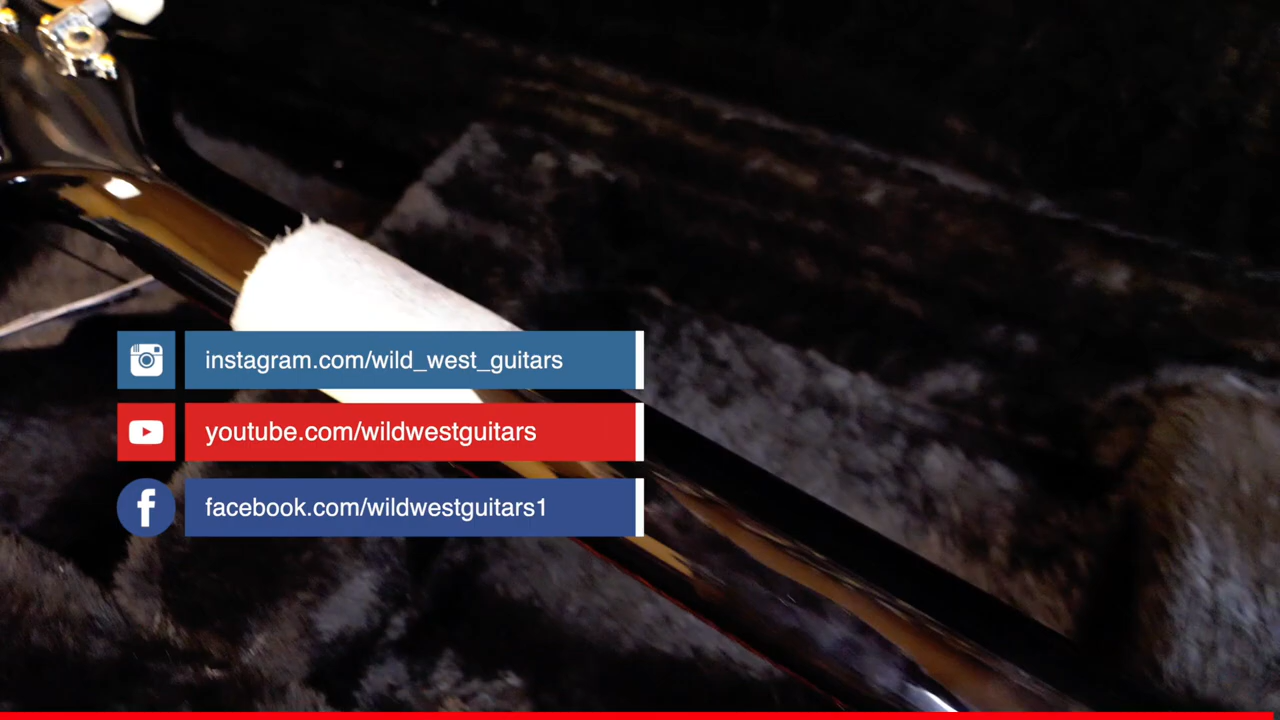 instagram.com/wild_west_guitars
youtube.com/wildwestguitars
facebook.com/wildwestguitars1